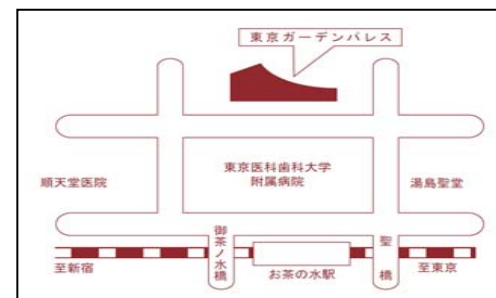 東京ガーデンパレス
東京医科歯科大学
附属病院
順天堂医院
湯島聖堂
御茶ノ水橋
聖橋
至新宿
お茶の水駅
至東京